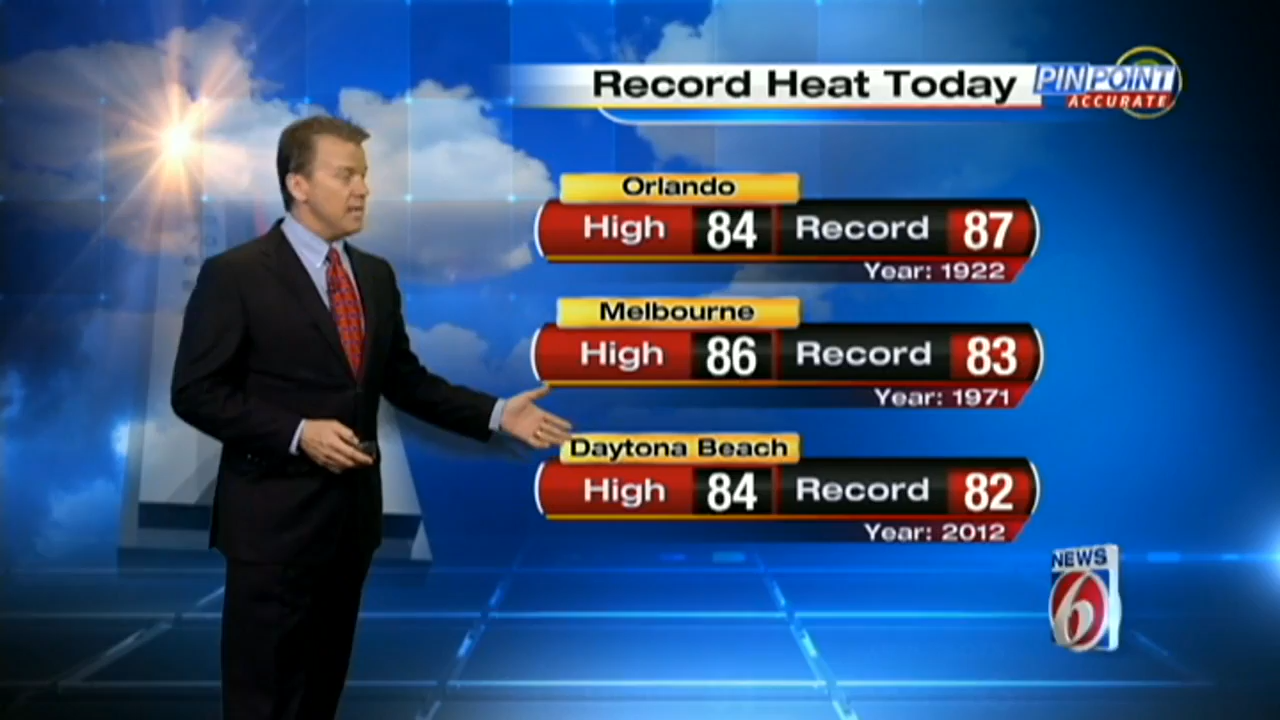 Record Heat Today
PINPOINT
ACCURATE
Orlando
High 84 Record 87
Year: 1922
Melbourne
High 86 Record 83
Year: 1971
Daytona Beach
High 84 Record 82
Year: 2012
NEWS
6